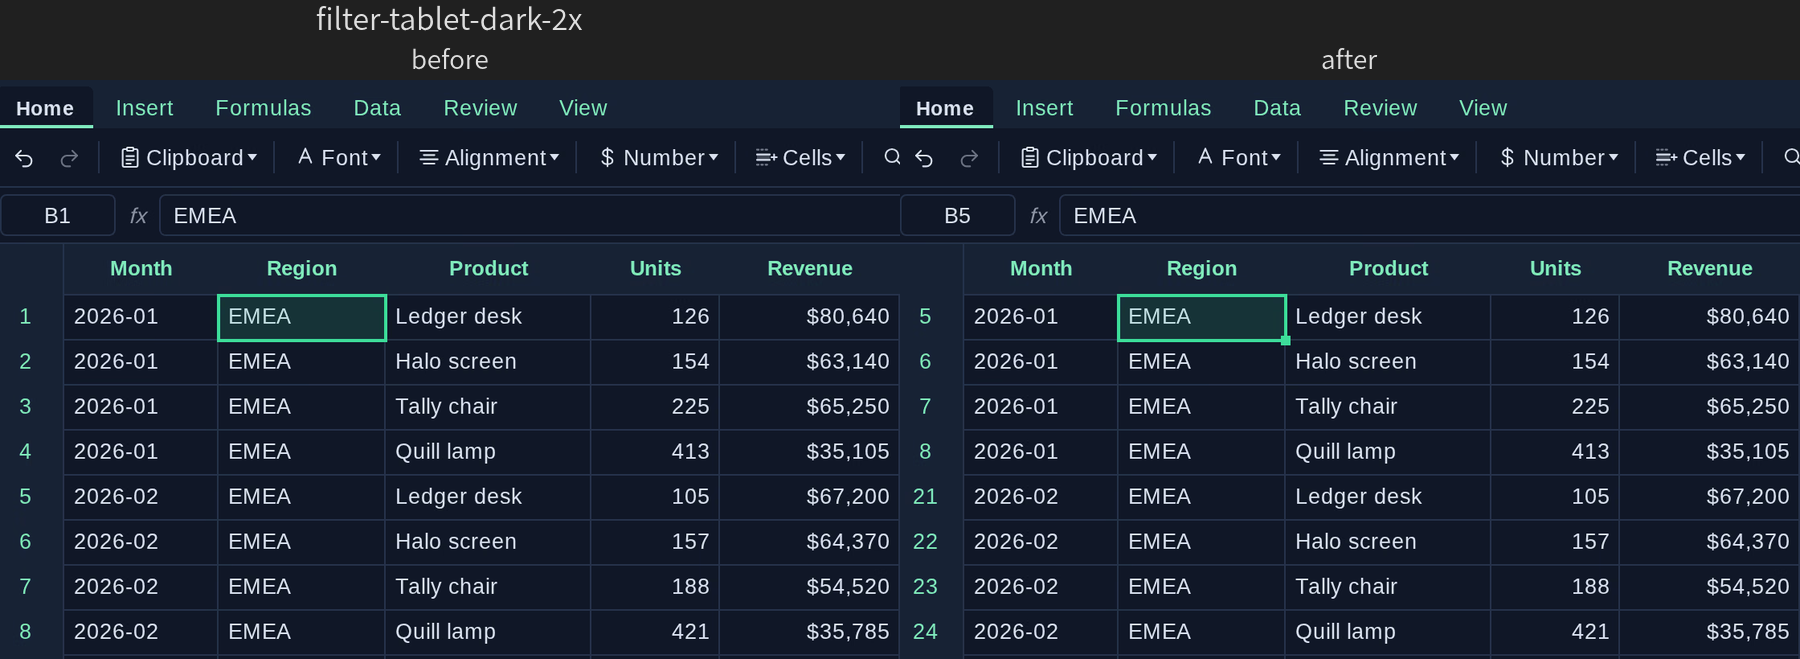 filter-tablet-dark-2x
before after
Home Insert Formulas Data Review View Home Insert Formulas Data Review View
Clipboard Font Alignment Number Cells Clipboard Font Alignment Number Cells
B1 fx EMEA B5 fx EMEA
Month Region Product Units Revenue Month Region Product Units Revenue
1 2026-01 EMEA Ledger desk 126 $80,640 5 2026-01 EMEA Ledger desk 126 $80,640
2 2026-01 EMEA Halo screen 154 $63,140 6 2026-01 EMEA Halo screen 154 $63,140
3 2026-01 EMEA Tally chair 225 $65,250 7 2026-01 EMEA Tally chair 225 $65,250
4 2026-01 EMEA Quill lamp 413 $35,105 8 2026-01 EMEA Quill lamp 413 $35,105
5 2026-02 EMEA Ledger desk 105 $67,200 21 2026-02 EMEA Ledger desk 105 $67,200
6 2026-02 EMEA Halo screen 157 $64,370 22 2026-02 EMEA Halo screen 157 $64,370
7 2026-02 EMEA Tally chair 188 $54,520 23 2026-02 EMEA Tally chair 188 $54,520
8 2026-02 EMEA Quill lamp 421 $35,785 24 2026-02 EMEA Quill lamp 421 $35,785